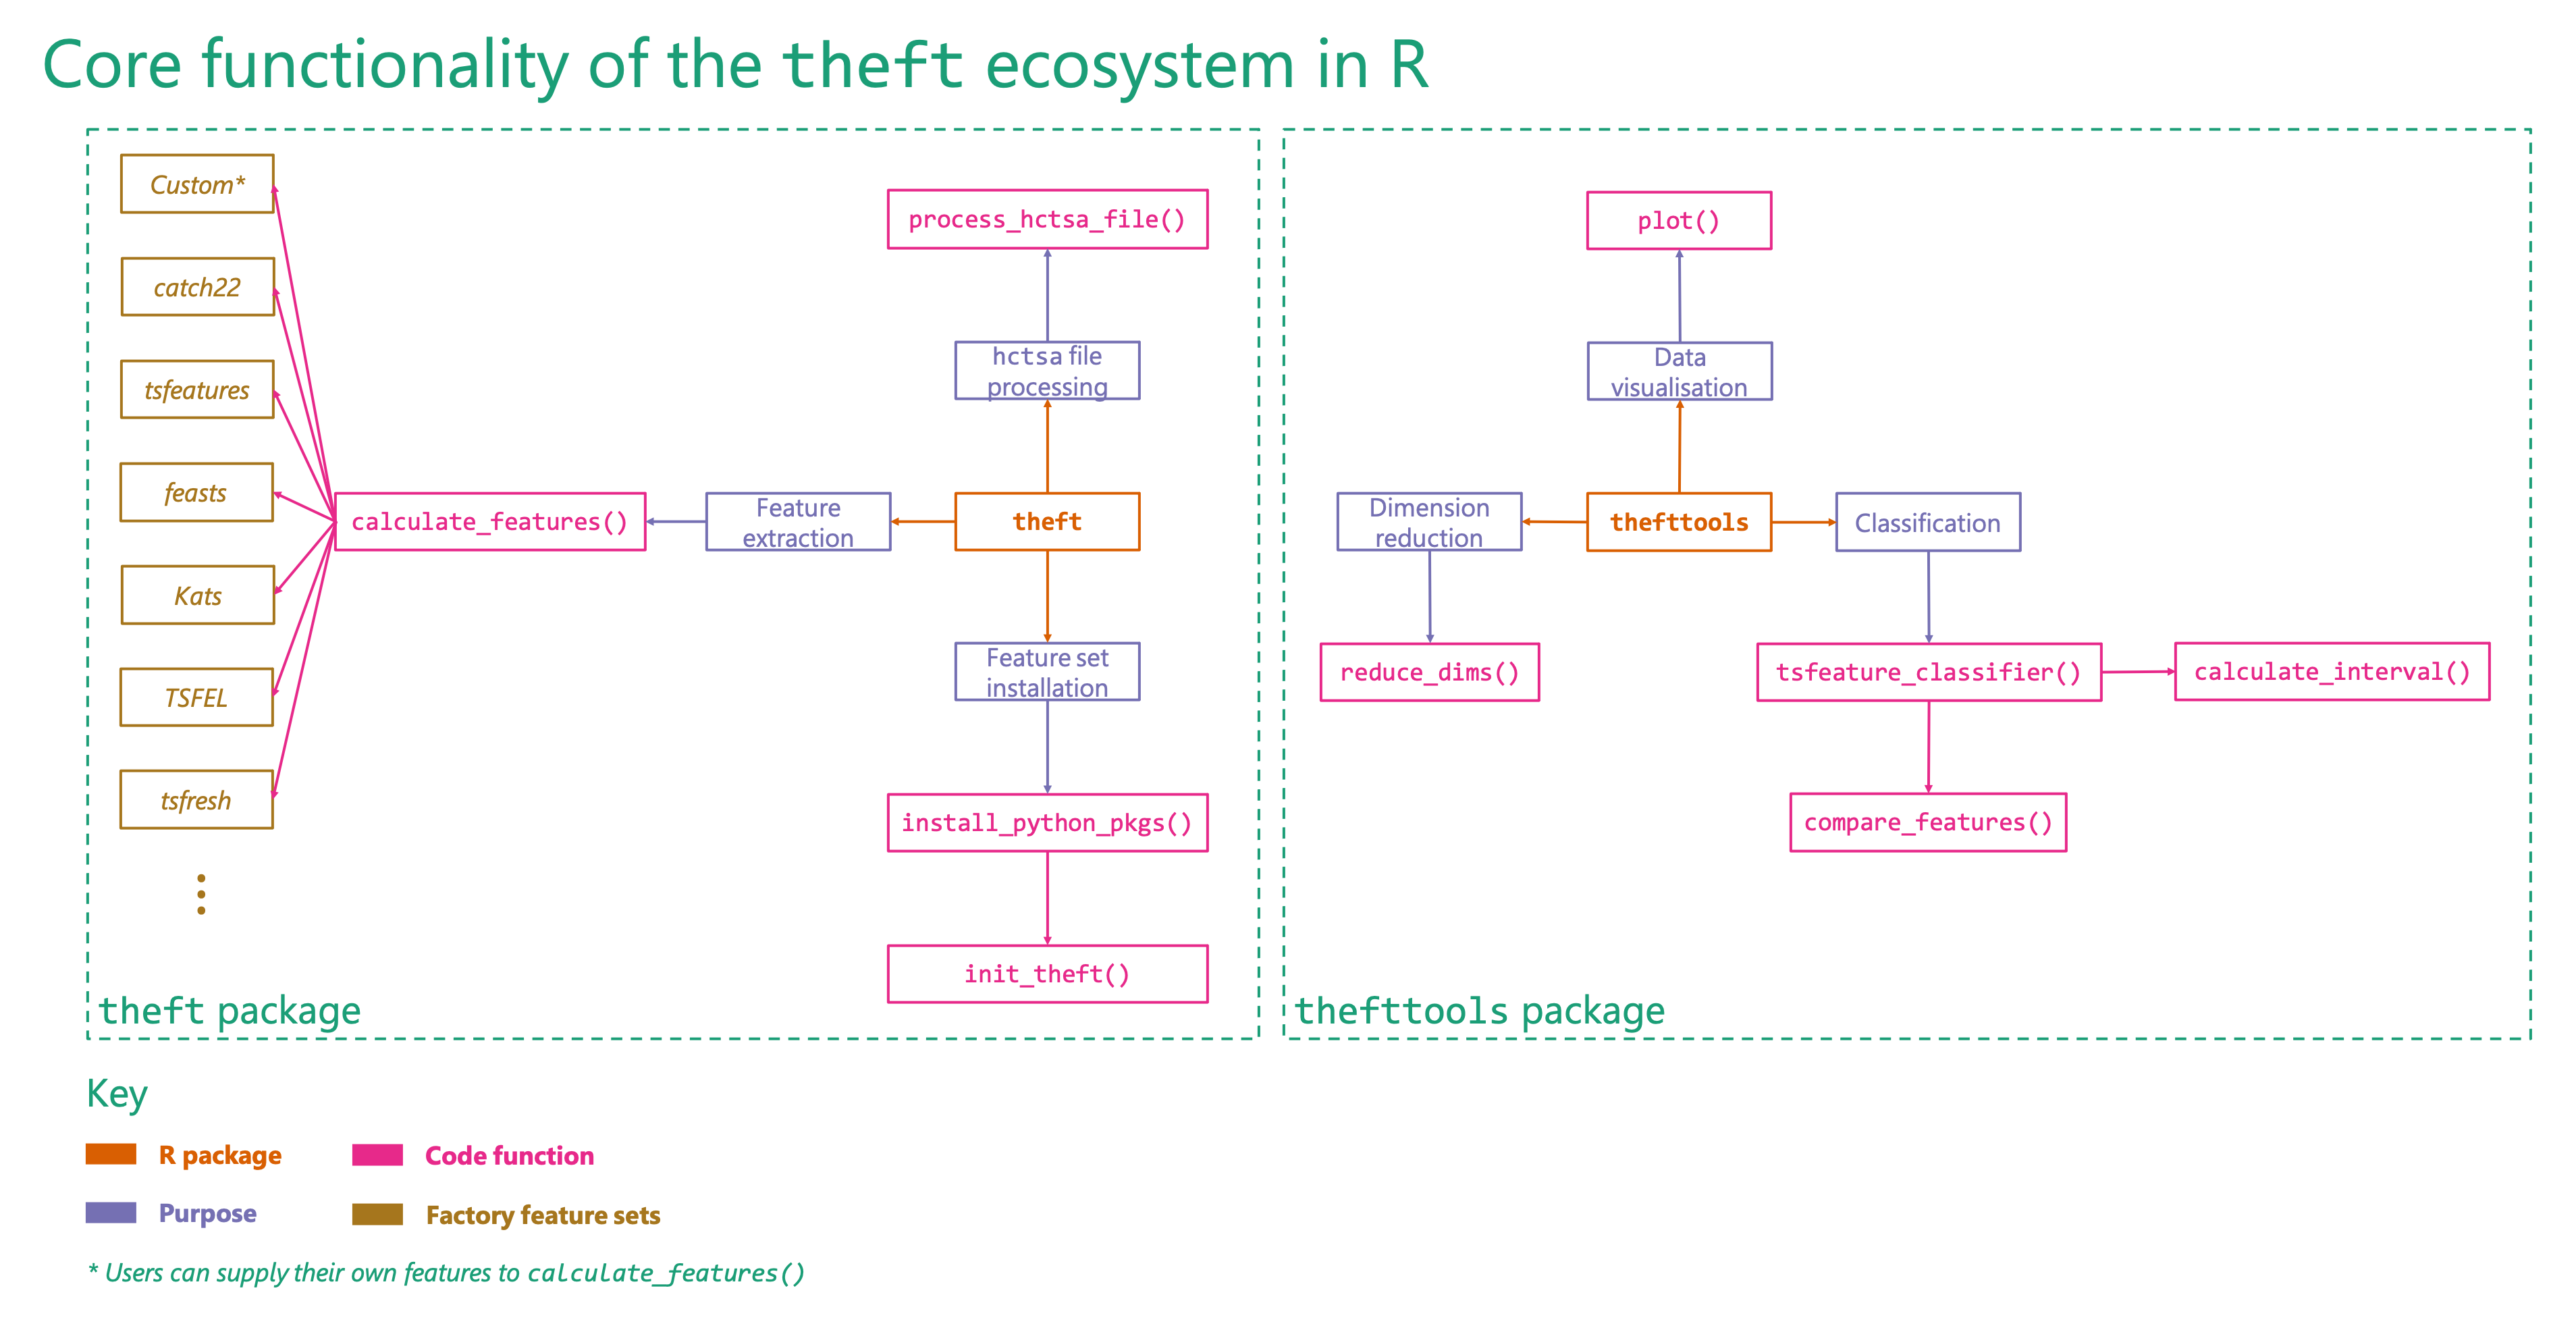 Core functionality of the theft ecosystem in R
Custom*
catch22
tsfeatures
feasts
Kats
TSFEL
tsfresh
calculate_features()
Feature
extraction
process_hctsa_file()
hctsa file
processing
theft
Feature set
installation
install_python_pkgs()
init_theft()
theft package
plot()
Data
visualisation
Dimension
reduction
thefttools
Classification
reduce_dims()
tsfeature_classifier()
calculate_interval()
compare_features()
thefttools package
Key
R package
Code function
Purpose
Factory feature sets
* Users can supply their own features to calculate_features()